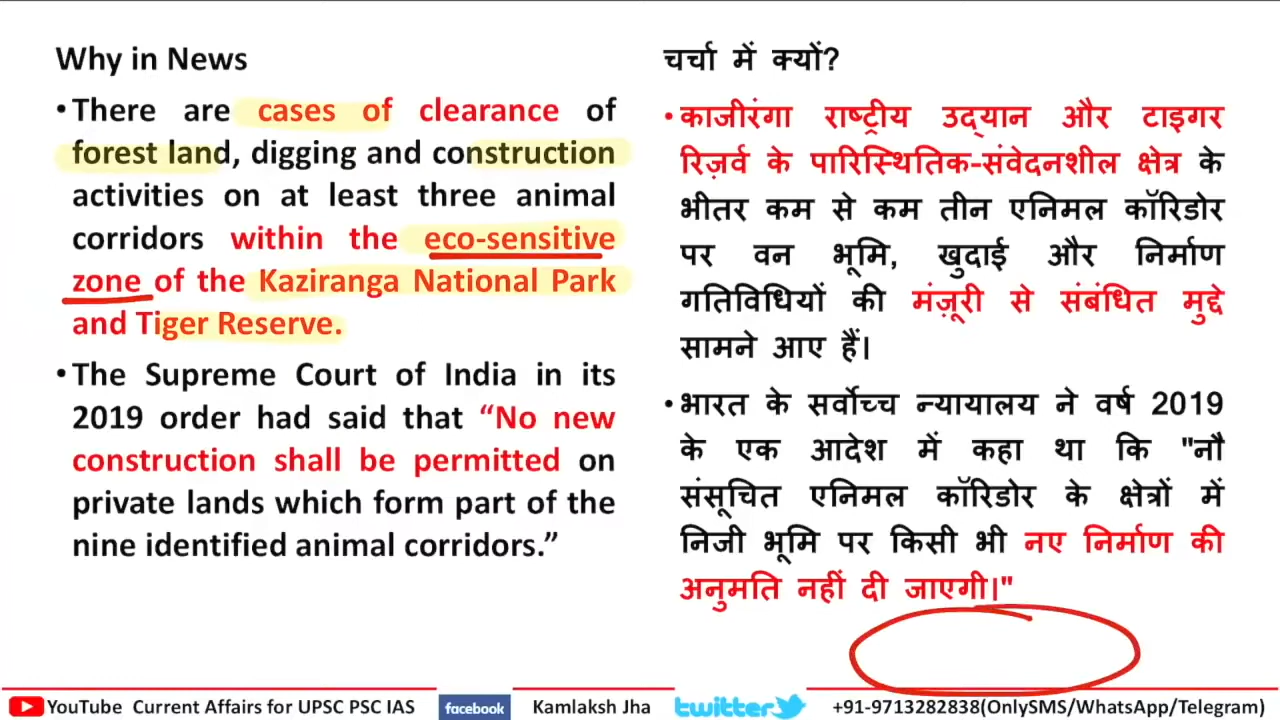 Why in News
• There are cases of clearance of
forest land, digging and construction
activities on at least three animal
corridors within the eco-sensitive
zone of the Kaziranga National Park
and Tiger Reserve.
• The Supreme Court of India in its
2019 order had said that “No new
construction shall be permitted on
private lands which form part of the
nine identified animal corridors.”
चर्चा में क्यों?
• काजीरंगा राष्ट्रीय उद्यान और टाइगर
रिज़र्व के पारिस्थितिक-संवेदनशील क्षेत्र के
भीतर कम से कम तीन एनिमल कॉरिडोर
पर वन भूमि, खुदाई और निर्माण
गतिविधियों की मंज़ूरी से संबंधित मुद्दे
सामने आए हैं।
• भारत के सर्वोच्च न्यायालय ने वर्ष 2019
के एक आदेश में कहा था कि "नौ
संसूचित एनिमल कॉरिडोर के क्षेत्रों में
निजी भूमि पर किसी भी नए निर्माण की
अनुमति नहीं दी जाएगी।"
YouTube Current Affairs for UPSC PSC IAS facebook Kamlaksh Jha twitter +91-9713282838(OnlySMS/WhatsApp/Telegram)